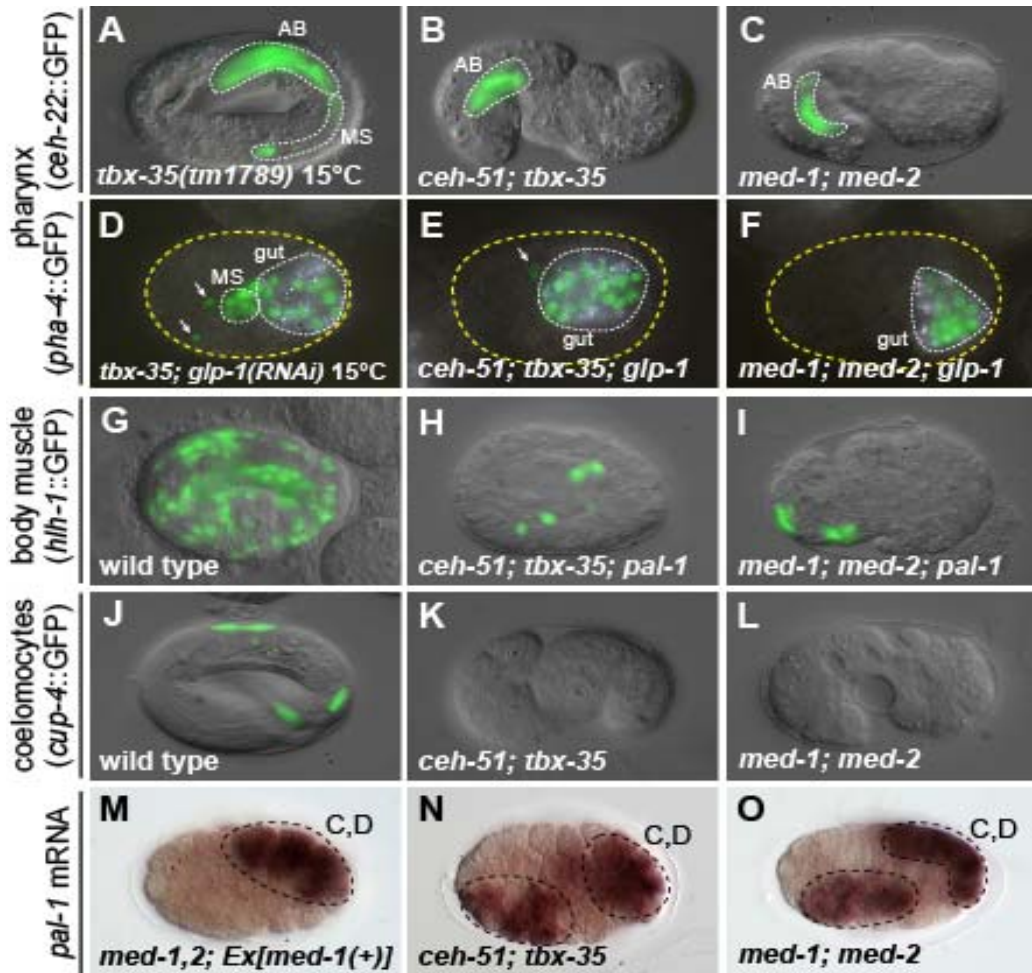 pharynx
(ceh-22::GFP)
A
AB
MS
tbx-35(tm1789) 15°C
B
AB
ceh-51; tbx-35
C
AB
med-1; med-2
(pha-4::GFP)
D
gut
MS
tbx-35; glp-1(RNAi) 15°C
E
gut
ceh-51; tbx-35; glp-1
F
gut
med-1; med-2; glp-1
body muscle
(hlh-1::GFP)
G
wild type
H
ceh-51; tbx-35; pal-1
I
med-1; med-2; pal-1
coelomocytes
(cup-4::GFP)
J
wild type
K
ceh-51; tbx-35
L
med-1; med-2
pal-1 mRNA
M
C,D
med-1,2; Ex[med-1(+)]
N
C,D
ceh-51; tbx-35
O
C,D
med-1; med-2